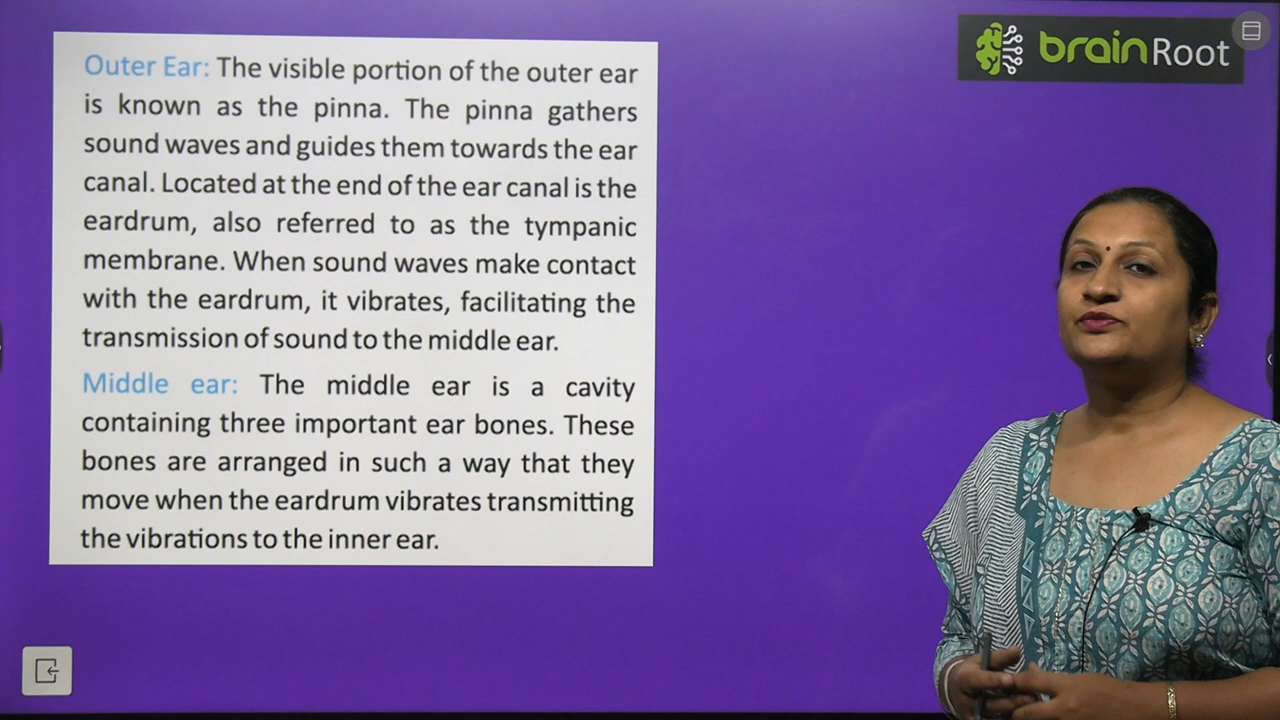 Outer Ear: The visible portion of the outer ear
is known as the pinna. The pinna gathers
sound waves and guides them towards the ear
canal. Located at the end of the ear canal is the
eardrum, also referred to as the tympanic
membrane. When sound waves make contact
with the eardrum, it vibrates, facilitating the
transmission of sound to the middle ear.
Middle ear: The middle ear is a cavity
containing three important ear bones. These
bones are arranged in such a way that they
move when the eardrum vibrates transmitting
the vibrations to the inner ear.
brainRoot